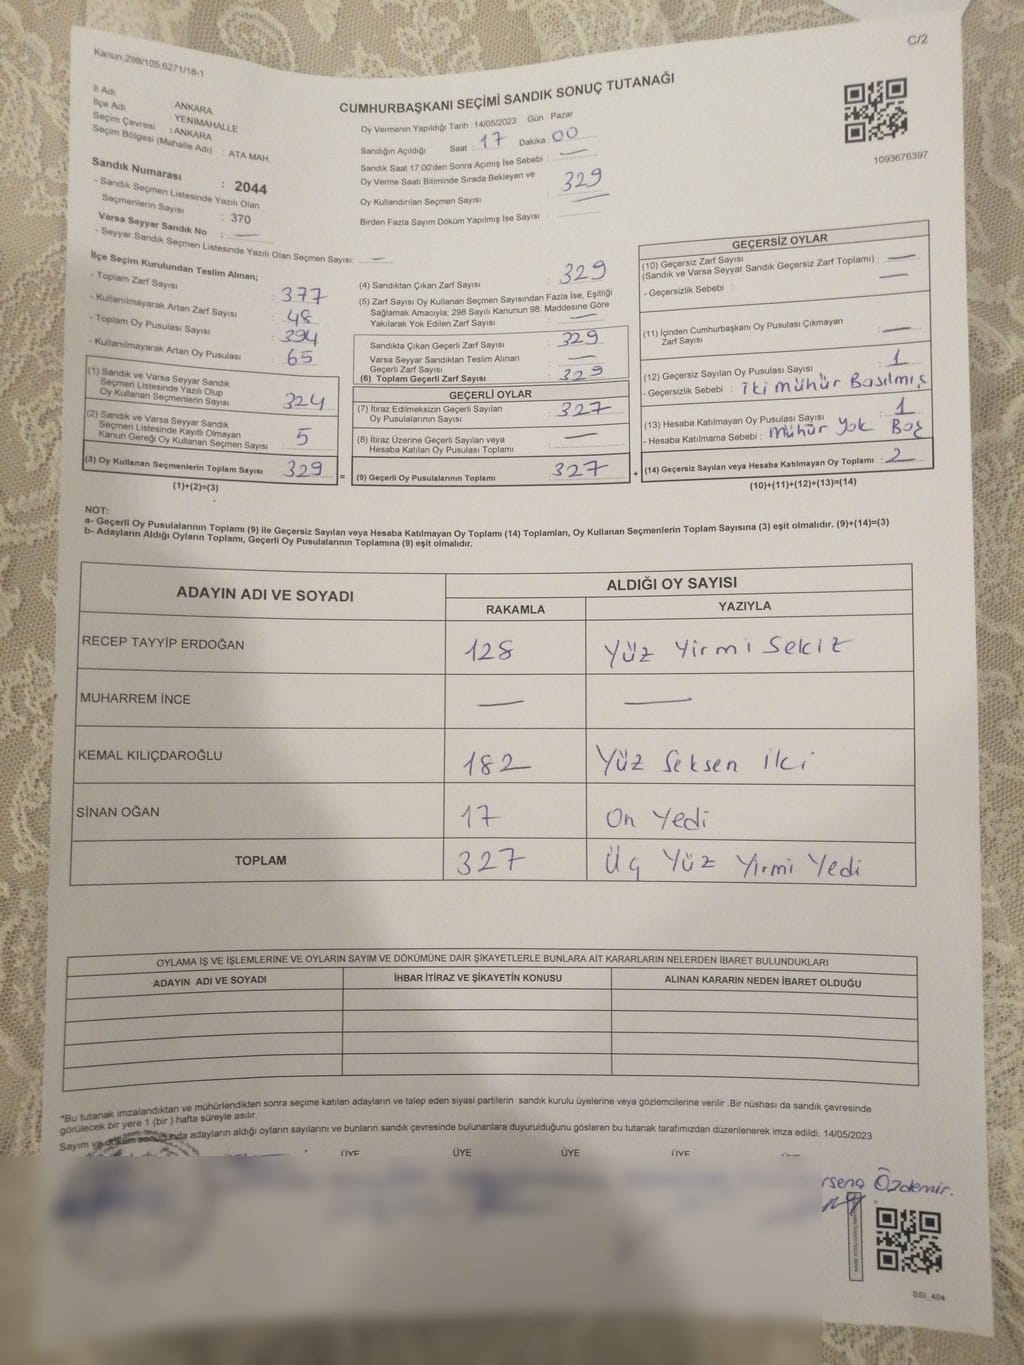 Kanun,298/105,6271/18-1
C/2
İl Adı : ANKARA
İlçe Adı : YENİMAHALLE
Seçim Çevresi : ANKARA
Seçim Bölgesi (Mahalle Adı) : ATA MAH
Sandık Numarası : 2044
- Sandık Seçmen Listesinde Yazılı Olan
Seçmenlerin Sayısı : 370
Varsa Seyyar Sandık No : —
- Seyyar Sandık Seçmen Listesinde Yazılı Olan Seçmen Sayısı: —
CUMHURBAŞKANI SEÇİMİ SANDIK SONUÇ TUTANAĞI
Oy Vermenin Yapıldığı Tarih : 14/05/2023 Gün : Pazar
Sandığın Açıldığı Saat : 17 Dakika 00
Sandık Saat 17:00'den Sonra Açılmış İse Sebebi : —
Oy Verme Saati Bitiminde Sırada Bekleyen ve
Oy Kullandırılan Seçmen Sayısı : 329
Birden Fazla Sayım Döküm Yapılmış İse Sayısı : —
1093676397
İlçe Seçim Kurulundan Teslim Alınan;
- Toplam Zarf Sayısı : 377
- Kullanılmayarak Artan Zarf Sayısı : 48
- Toplam Oy Pusulası Sayısı : 394
- Kullanılmayarak Artan Oy Pusulası : 65
(1) Sandık ve Varsa Seyyar Sandık
Seçmen Listesinde Yazılı Olup
Oy Kullanan Seçmenlerin Sayısı : 324
(2) Sandık ve Varsa Seyyar Sandık
Seçmen Listesinde Kayıtlı Olmayan
Kanun Gereği Oy Kullanan Seçmen Sayısı : 5
(3) Oy Kullanan Seçmenlerin Toplam Sayısı : 329 =
(1)+(2)=(3)
(4) Sandıktan Çıkan Zarf Sayısı : 329
(5) Zarf Sayısı Oy Kullanan Seçmen Sayısından Fazla İse, Eşitliği
Sağlamak Amacıyla; 298 Sayılı Kanunun 98. Maddesine Göre
Yakılarak Yok Edilen Zarf Sayısı : —
Sandıkta Çıkan Geçerli Zarf Sayısı : 329
Varsa Seyyar Sandıktan Teslim Alınan
Geçerli Zarf Sayısı : —
(6) Toplam Geçerli Zarf Sayısı : 329
GEÇERLİ OYLAR
(7) İtiraz Edilmeksizin Geçerli Sayılan
Oy Pusulalarının Sayısı : 327
(8) İtiraz Üzerine Geçerli Sayılan veya
Hesaba Katılan Oy Pusulası Toplamı : —
(9) Geçerli Oy Pusulalarının Toplamı : 327 +
GEÇERSİZ OYLAR
(10) Geçersiz Zarf Sayısı
(Sandık ve Varsa Seyyar Sandık Geçersiz Zarf Toplamı) : —
- Geçersizlik Sebebi : —
(11) İçinden Cumhurbaşkanı Oy Pusulası Çıkmayan
Zarf Sayısı : —
(12) Geçersiz Sayılan Oy Pusulası Sayısı : 1
- Geçersizlik Sebebi : İki mühür Basılmış
(13) Hesaba Katılmayan Oy Pusulası Sayısı : 1
- Hesaba Katılmama Sebebi : mühür yok Boş
(14) Geçersiz Sayılan veya Hesaba Katılmayan Oy Toplamı : 2
(10)+(11)+(12)+(13)=(14)
NOT:
a- Geçerli Oy Pusulalarının Toplamı (9) ile Geçersiz Sayılan veya Hesaba Katılmayan Oy Toplamı (14) Toplamları, Oy Kullanan Seçmenlerin Toplam Sayısına (3) eşit olmalıdır. (9)+(14)=(3)
b- Adayların Aldığı Oyların Toplamı, Geçerli Oy Pusulalarının Toplamına (9) eşit olmalıdır.
ADAYIN ADI VE SOYADI ALDIĞI OY SAYISI
RAKAMLA YAZIYLA
RECEP TAYYİP ERDOĞAN 128 Yüz Yirmi Sekiz
MUHARREM İNCE — —
KEMAL KILIÇDAROĞLU 182 Yüz Seksen iki
SİNAN OĞAN 17 On Yedi
TOPLAM 327 Üç Yüz Yirmi Yedi
OYLAMA İŞ VE İŞLEMLERİNE VE OYLARIN SAYIM VE DÖKÜMÜNE DAİR ŞİKAYETLERLE BUNLARA AİT KARARLARIN NELERDEN İBARET BULUNDUKLARI
ADAYIN ADI VE SOYADI İHBAR İTİRAZ VE ŞİKAYETİN KONUSU ALINAN KARARIN NEDEN İBARET OLDUĞU
*Bu tutanak imzalandıktan ve mühürlendikten sonra seçime katılan adayların ve talep eden siyasi partilerin sandık kurulu üyelerine veya gözlemcilerine verilir .Bir nüshası da sandık çevresinde
görülecek bir yere 1 (bir ) hafta süreyle asılır.
Sayım ve döküm sonucunda adayların aldığı oyların sayılarını ve bunların sandık çevresinde bulunanlara duyurulduğunu gösteren bu tutanak tarafımızdan düzenlenerek imza edildi. 14/05/2023
ÜYE ÜYE ÜYE ÜYE
Özdemir.